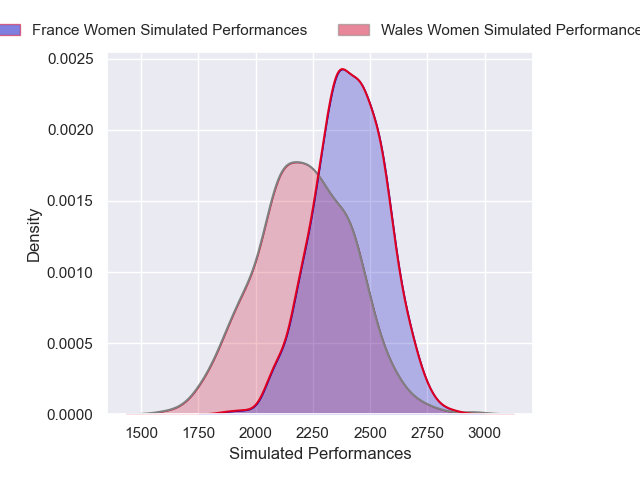 France Women Simulated Performances
Wales Women Simulated Performance
0.0025
0.0020
0.0015
0.0010
0.0005
0.0000
Density
1500 1750 2000 2250 2500 2750 3000
Simulated Performances